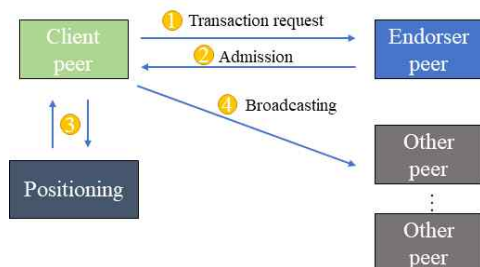 Client
peer
① Transaction request
② Admission
Endorser
peer
③
④ Broadcasting
Positioning
Other
peer
⋮
Other
peer